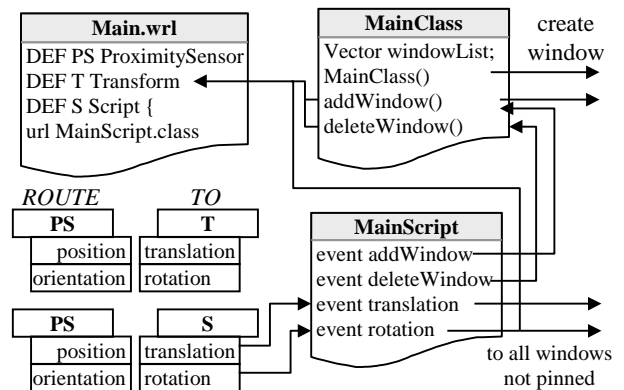 Main.wrl
DEF PS ProximitySensor
DEF T Transform
DEF S Script {
url MainScript.class
MainClass
Vector windowList;
MainClass()
addWindow()
deleteWindow()
create
window
ROUTE TO
PS T
position translation
orientation rotation
PS S
position translation
orientation rotation
MainScript
event addWindow
event deleteWindow
event translation
event rotation
to all windows
not pinned